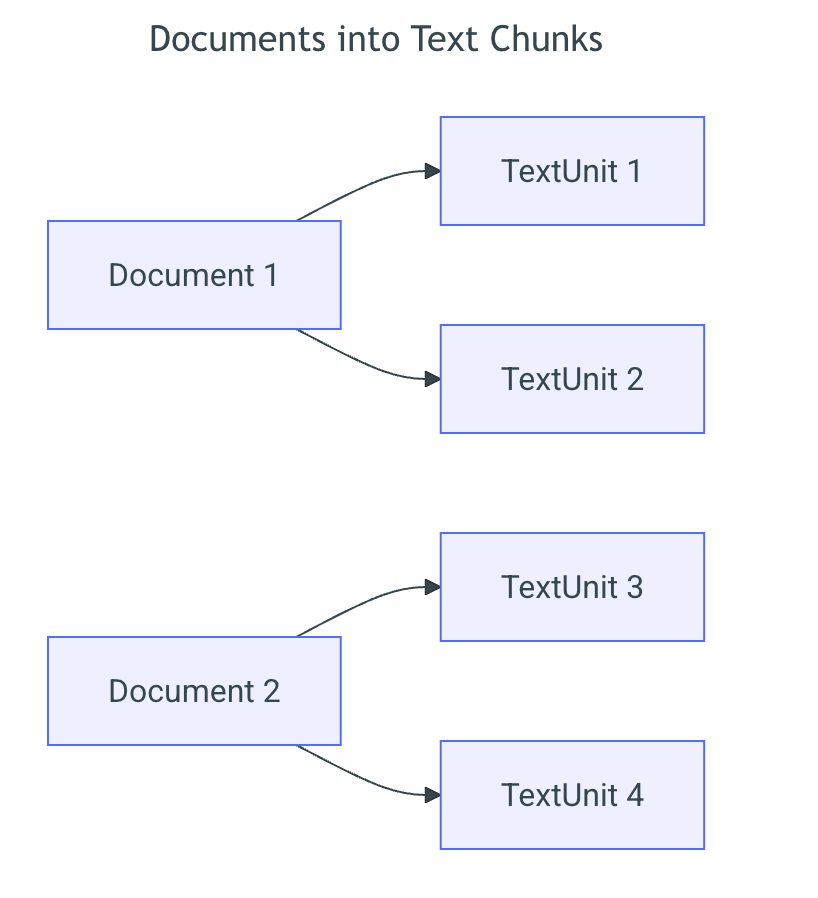 Documents into Text Chunks
Document 1
TextUnit 1
TextUnit 2
Document 2
TextUnit 3
TextUnit 4